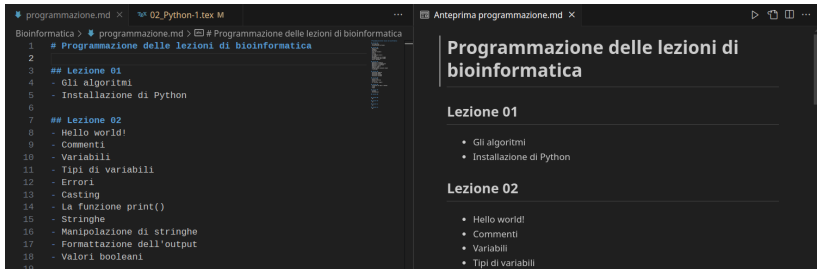 programmazione.md
02_Python-1.tex M
Bioinformatica > programmazione.md > # Programmazione delle lezioni di bioinformatica
1 # Programmazione delle lezioni di bioinformatica
2
3 ## Lezione 01
4 - Gli algoritmi
5 - Installazione di Python
6
7 ## Lezione 02
8 - Hello world!
9 - Commenti
10 - Variabili
11 - Tipi di variabili
12 - Errori
13 - Casting
14 - La funzione print()
15 - Stringhe
16 - Manipolazione di stringhe
17 - Formattazione dell'output
18 - Valori booleani
19
Anteprima programmazione.md
Programmazione delle lezioni di
bioinformatica
Lezione 01
• Gli algoritmi
• Installazione di Python
Lezione 02
• Hello world!
• Commenti
• Variabili
• Tipi di variabili